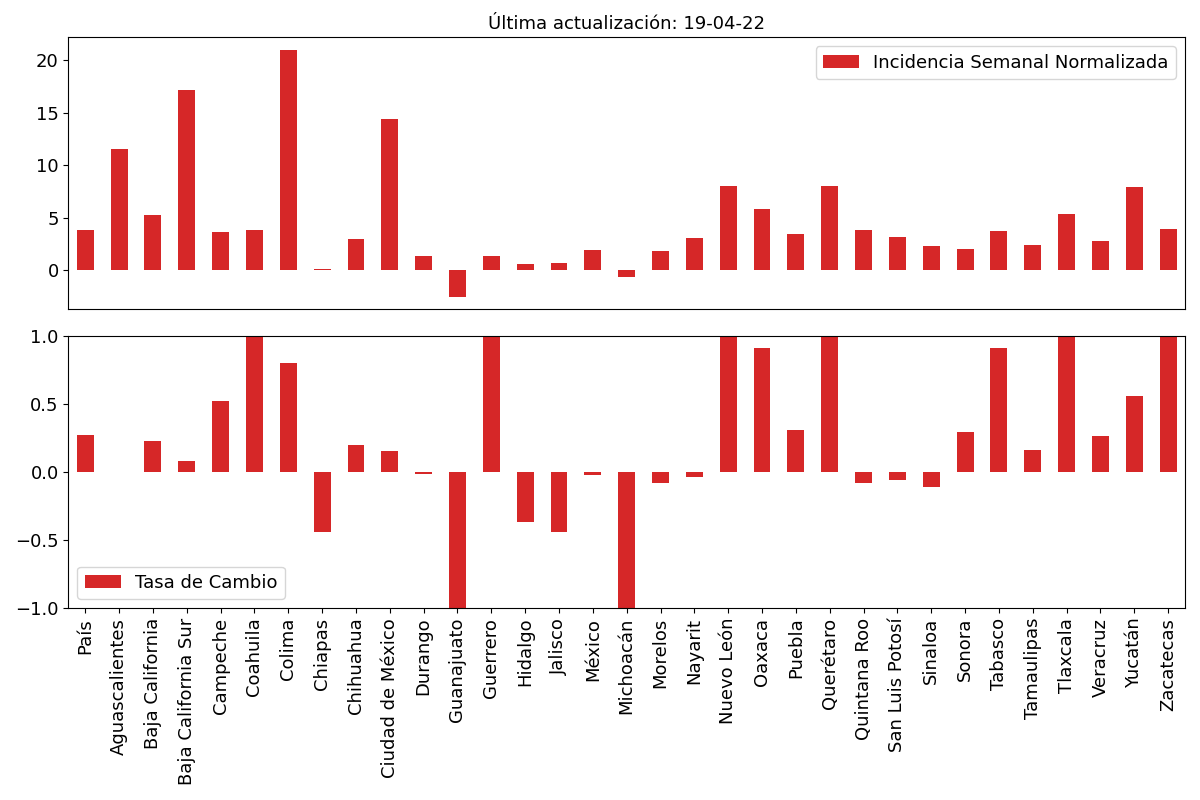 Última actualización: 19-04-22
20
15
10
5
0
Incidencia Semanal Normalizada
1.0
0.5
0.0
−0.5
−1.0
Tasa de Cambio
País
Aguascalientes
Baja California
Baja California Sur
Campeche
Coahuila
Colima
Chiapas
Chihuahua
Ciudad de México
Durango
Guanajuato
Guerrero
Hidalgo
Jalisco
México
Michoacán
Morelos
Nayarit
Nuevo León
Oaxaca
Puebla
Querétaro
Quintana Roo
San Luis Potosí
Sinaloa
Sonora
Tabasco
Tamaulipas
Tlaxcala
Veracruz
Yucatán
Zacatecas